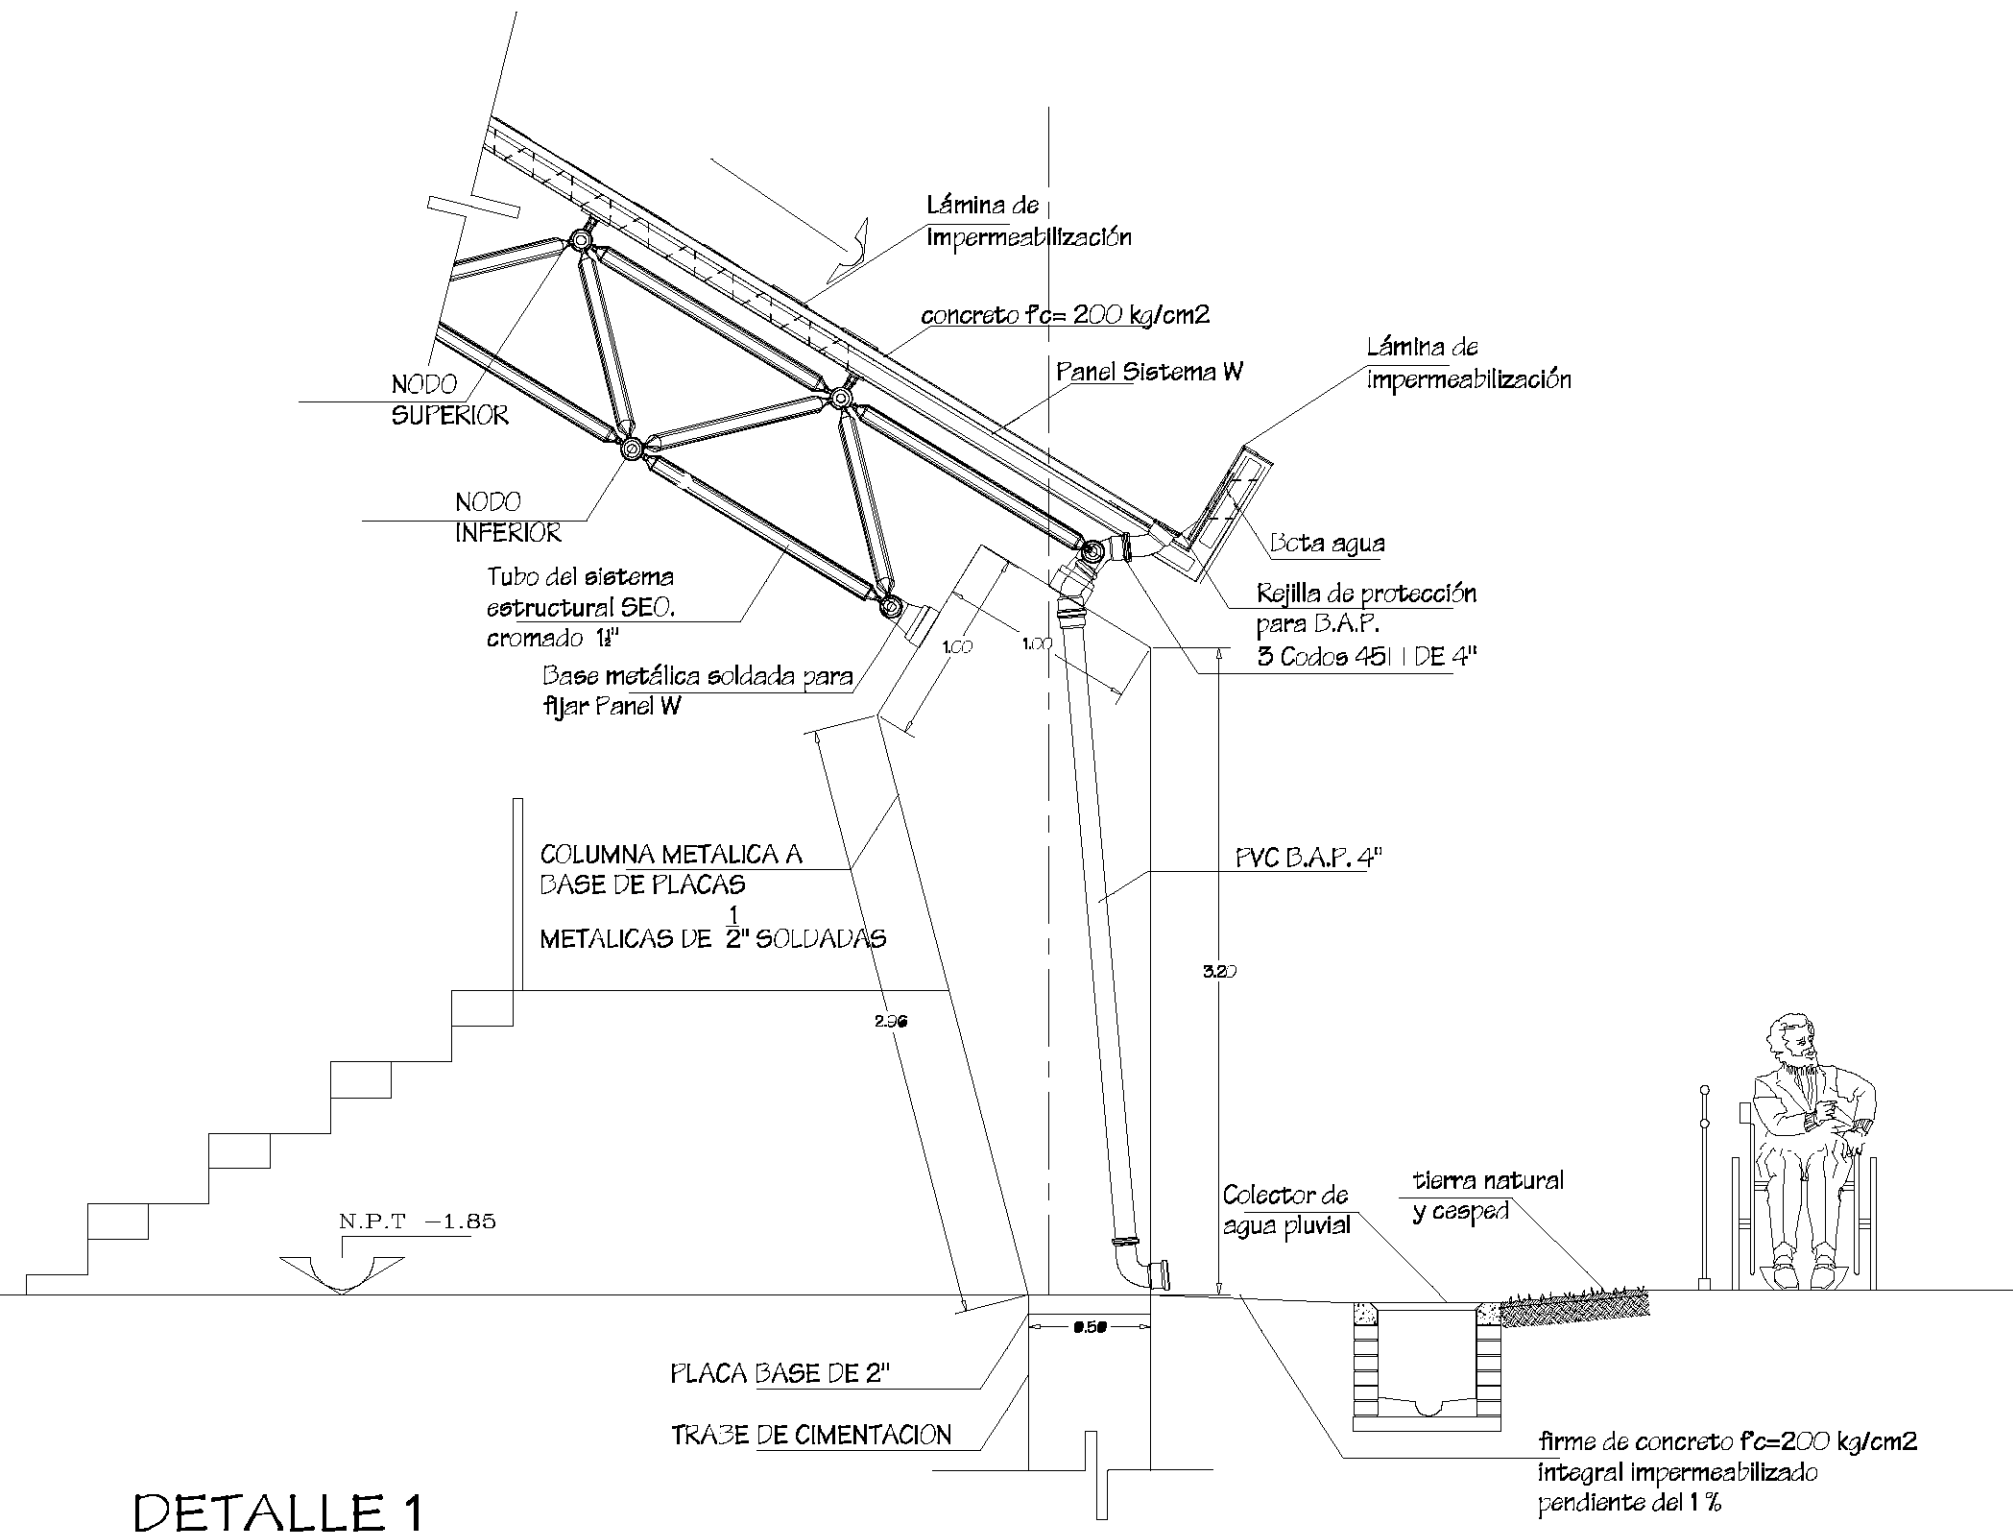 Lámina de
impermeabilización
concreto f'c= 200 kg/cm2
Panel Sistema W
Lámina de
impermeabilización
NODO
SUPERIOR
NODO
INFERIOR
Tubo del sistema
estructural SEO.
cromado 1½"
Base metálica soldada para
fijar Panel W
Bota agua
Rejilla de protección
para B.A.P.
3 Codos 45|| DE 4"
1.00
1.00
COLUMNA METALICA A
BASE DE PLACAS
METALICAS DE 1/2" SOLDADAS
PVC B.A.P. 4"
3.20
2.96
N.P.T -1.85
Colector de
agua pluvial
tierra natural
y cesped
0.50
PLACA BASE DE 2"
TRABE DE CIMENTACION
firme de concreto f'c=200 kg/cm2
integral impermeabilizado
pendiente del 1 %
DETALLE 1